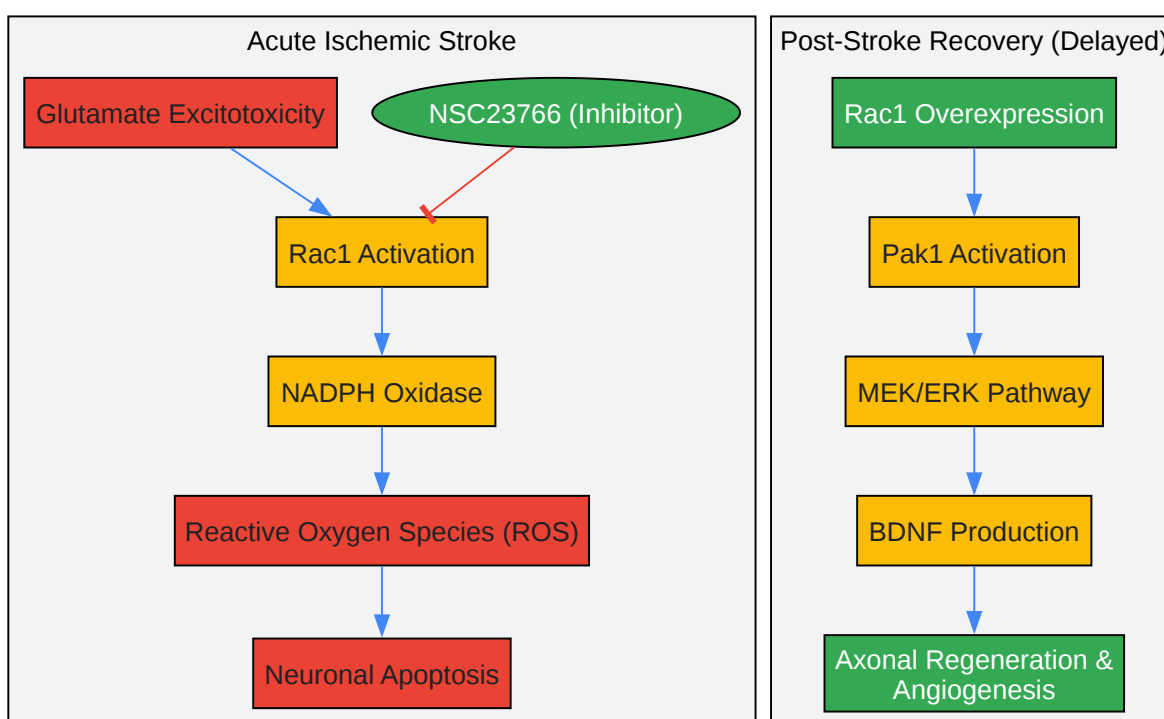 Acute Ischemic Stroke
Glutamate Excitotoxicity
NSC23766 (Inhibitor)
Rac1 Activation
NADPH Oxidase
Reactive Oxygen Species (ROS)
Neuronal Apoptosis
Post-Stroke Recovery (Delayed)
Rac1 Overexpression
Pak1 Activation
MEK/ERK Pathway
BDNF Production
Axonal Regeneration &
Angiogenesis